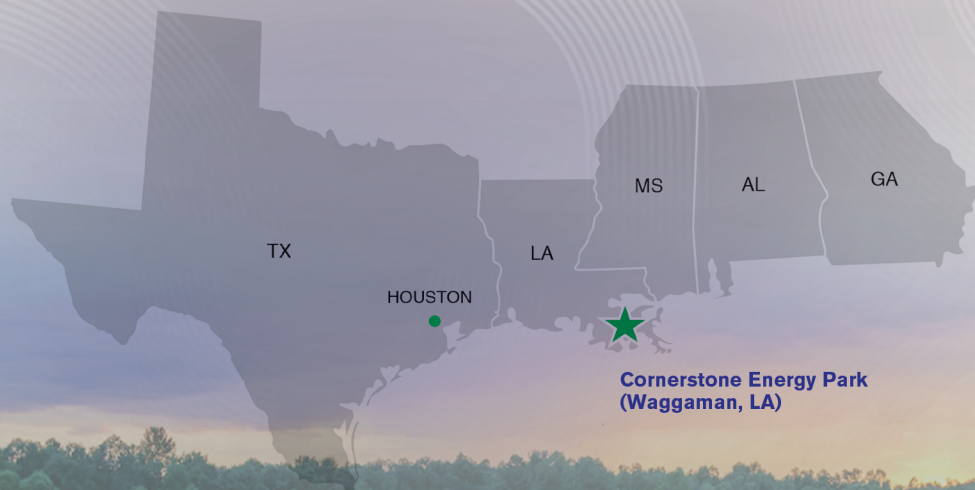 MS
AL
GA
TX
LA
HOUSTON
Cornerstone Energy Park
(Waggaman, LA)